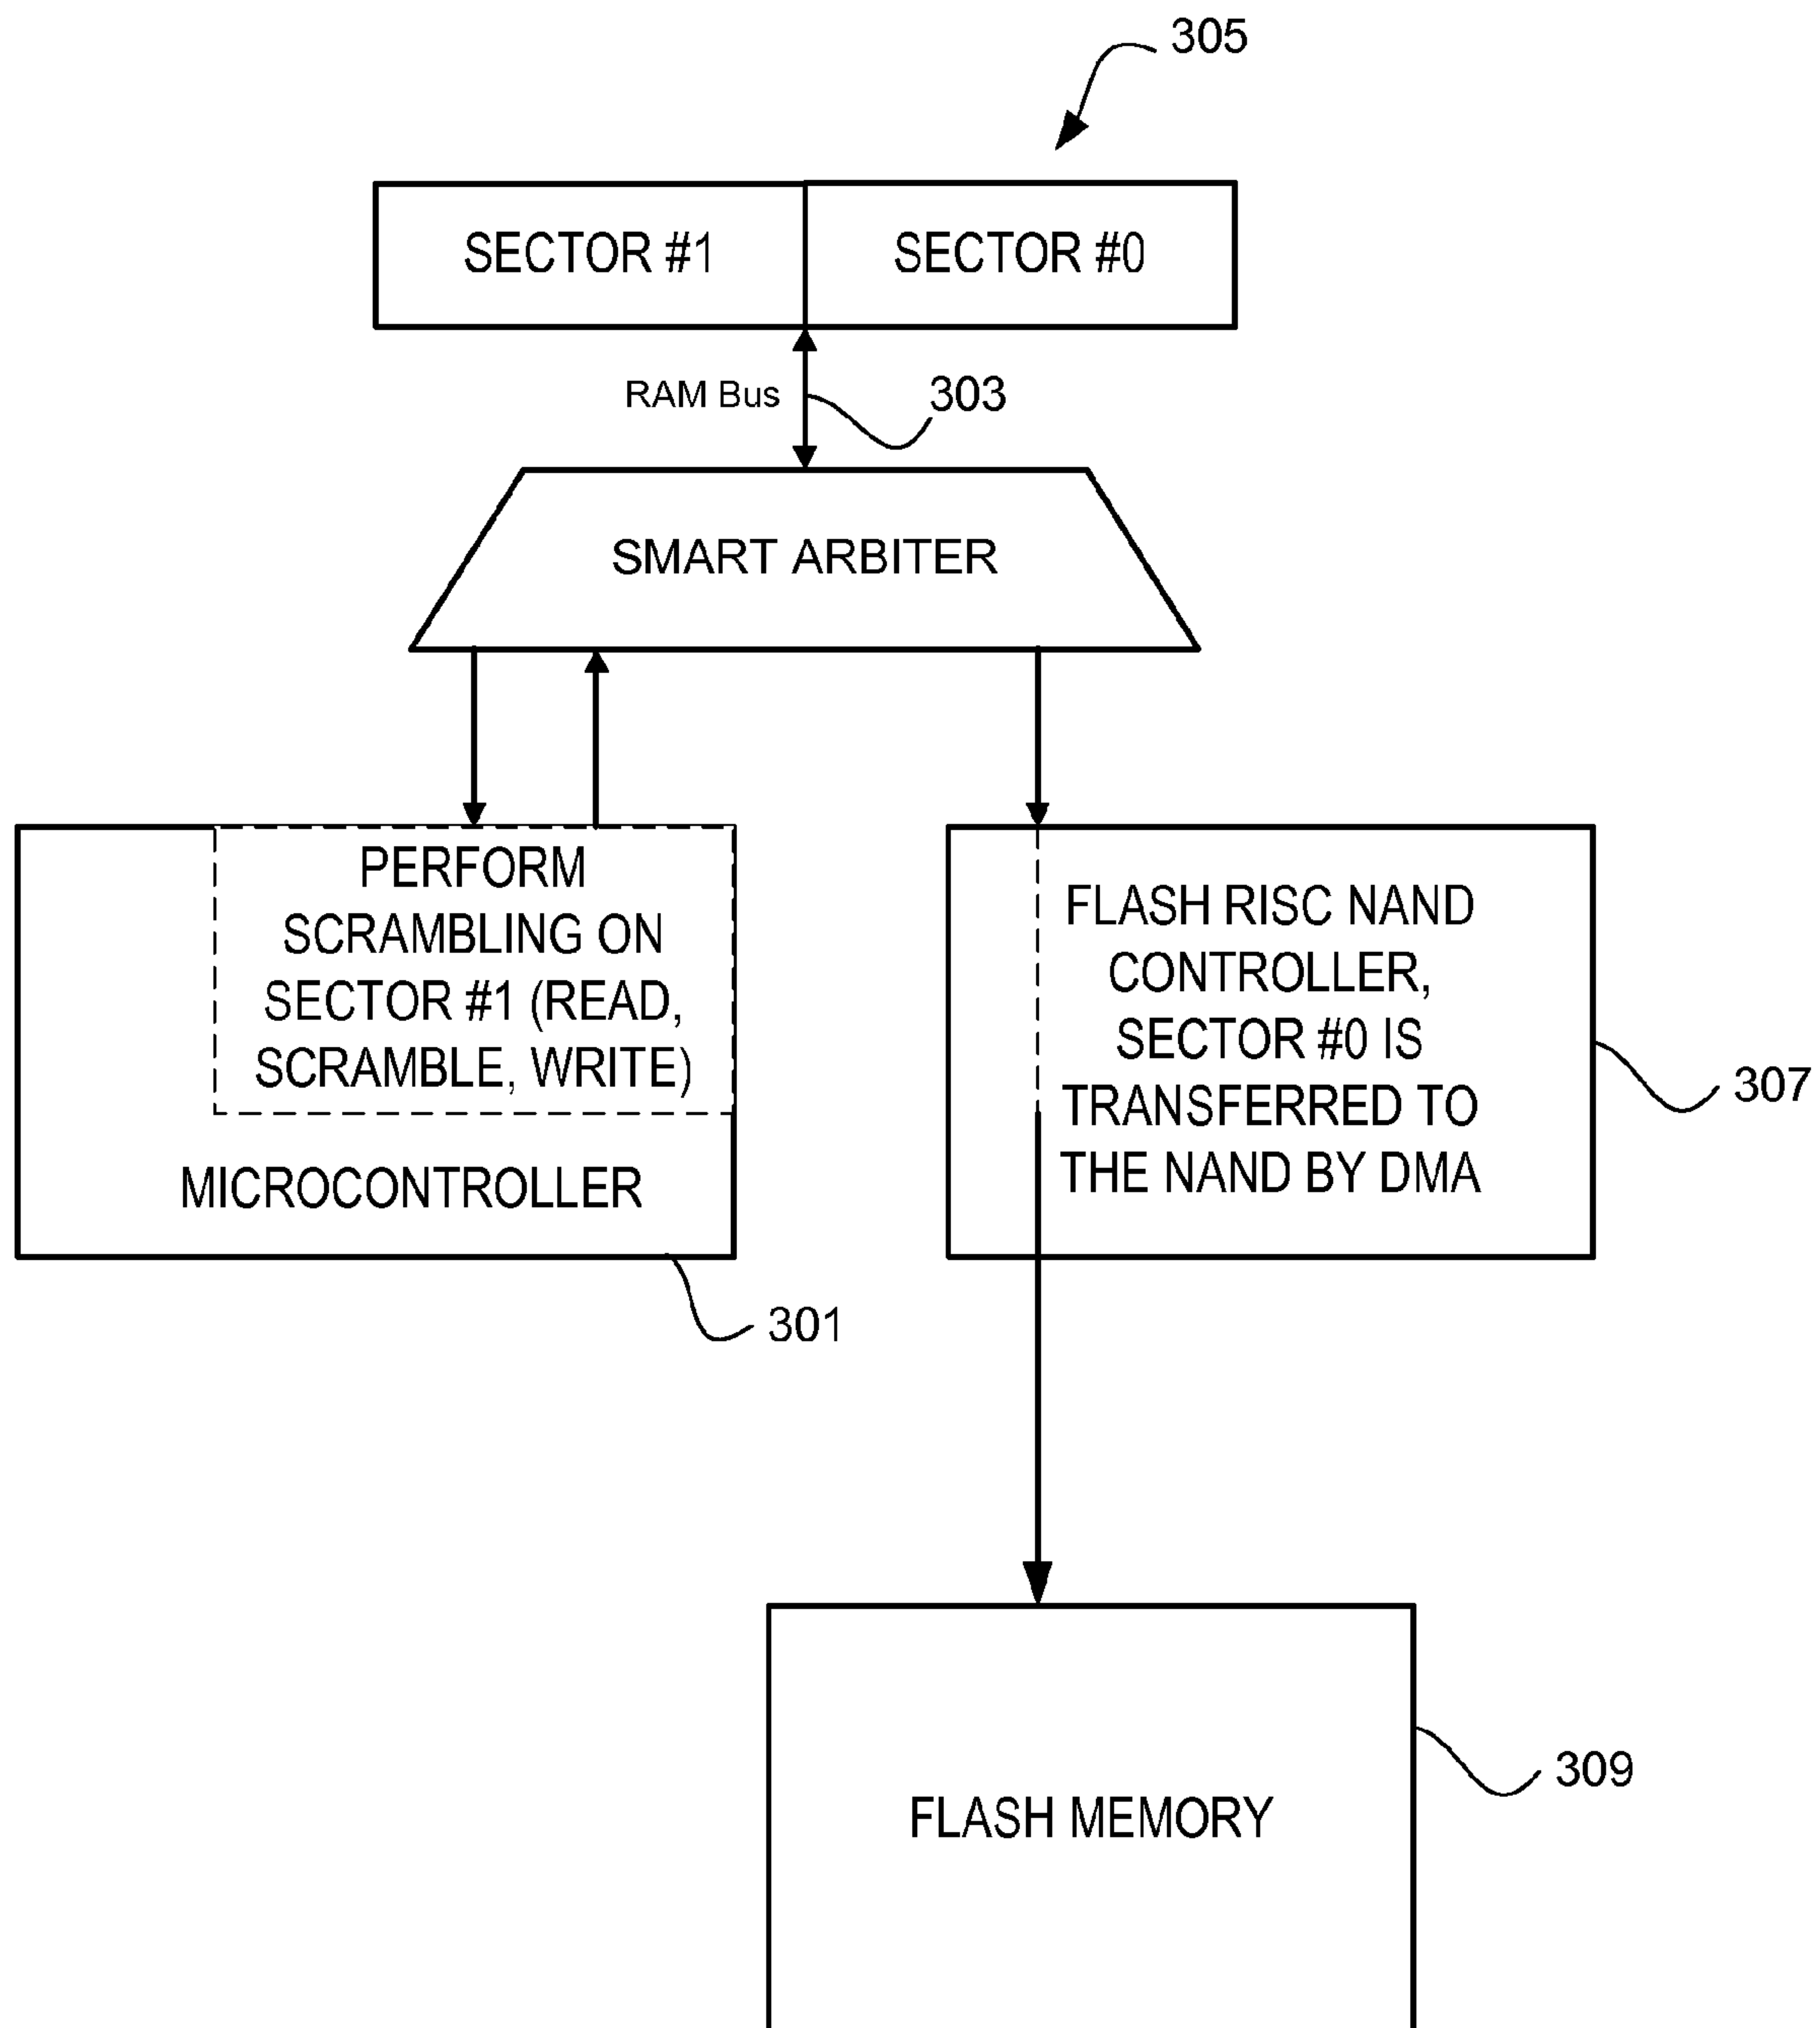 305
SECTOR #1
SECTOR #0
RAM Bus
303
SMART ARBITER
PERFORM
SCRAMBLING ON
SECTOR #1 (READ,
SCRAMBLE, WRITE)
MICROCONTROLLER
301
FLASH RISC NAND
CONTROLLER,
SECTOR #0 IS
TRANSFERRED TO
THE NAND BY DMA
307
FLASH MEMORY
309